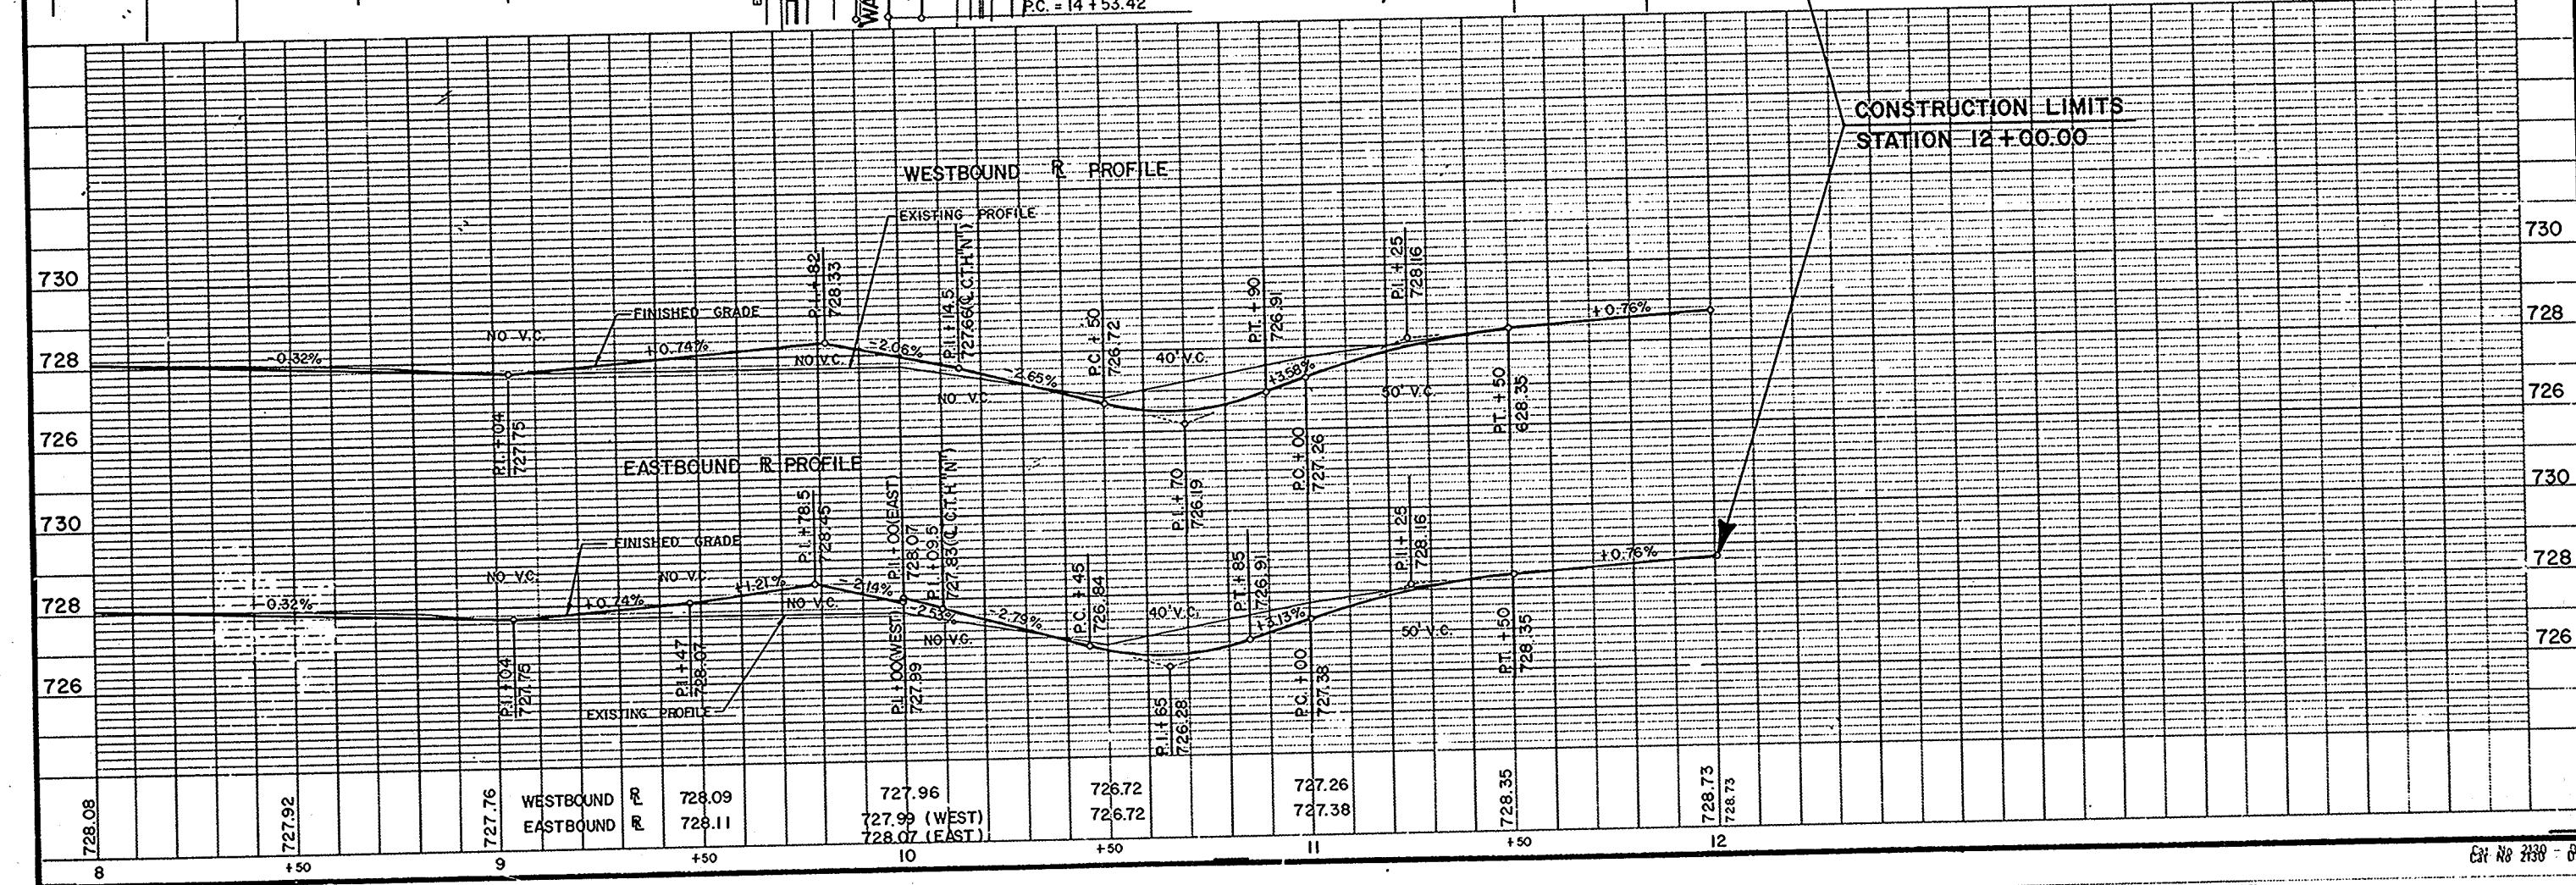 P.C. = 14 + 53.42
CONSTRUCTION LIMITS
STATION 12 + 00.00
WESTBOUND PL PROFILE
EXISTING PROFILE
FINISHED GRADE
730
728
726
730
728
726
-0.32%
NO V.C.
P.I. + 04
727.75
+0.74%
P.I. + 82
728.33
NO V.C.
-2.06%
P.I. + 14.5
727.66 (C.L. C.T.H. "N")
-2.65%
NO V.C.
P.C. + 50
726.72
40' V.C.
P.I. + 70
726.19
P.T. + 90
726.91
+3.58%
P.C. + 00
727.26
P.I. + 25
728.16
50' V.C.
P.T. + 50
628.35
+0.76%
EASTBOUND PL PROFILE
FINISHED GRADE
EXISTING PROFILE
730
728
726
730
728
726
-0.32%
NO V.C.
P.I. + 04
727.75
+0.74%
NO V.C.
P.I. + 47
728.07
+1.21%
P.I. + 78.5
728.45
NO V.C.
-2.14%
P.I. + 00 (EAST)
728.07
P.I. + 00 (WEST)
727.99
-2.53%
P.I. + 09.5
727.83 (C.L. C.T.H. "N")
NO V.C.
-2.79%
P.C. + 45
726.84
40' V.C.
P.I. + 65
726.28
P.T. + 85
726.91
+3.13%
P.C. + 00
727.38
P.I. + 25
728.16
50' V.C.
P.T. + 50
728.35
+0.76%
728.08
727.92
727.76
WESTBOUND PL 728.09 727.96 726.72 727.26
EASTBOUND PL 728.11 727.99 (WEST) 726.72 727.38
728.07 (EAST)
728.35
728.73
728.73
8 +50 9 +50 10 +50 11 +50 12